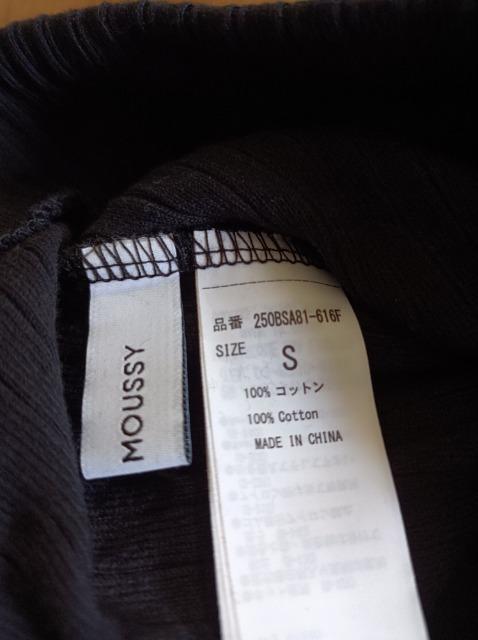 MOUSSY
品番 250BSA81-616F
SIZE S
100% コットン
100% Cotton
MADE IN CHINA